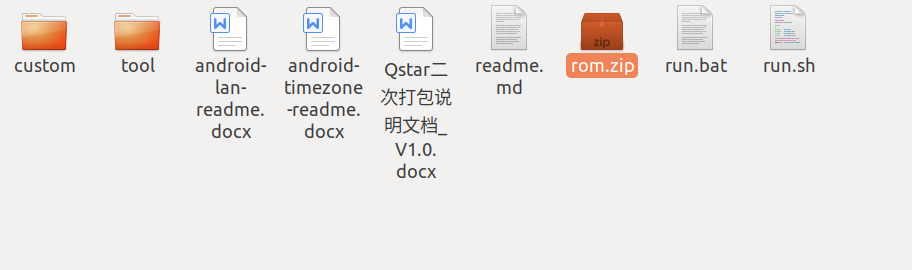 custom
tool
android-
lan-
readme.
docx
android-
timezone
-readme.
docx
Qstar二
次打包说
明文档_
V1.0.
docx
readme.
md
zip
rom.zip
run.bat
run.sh